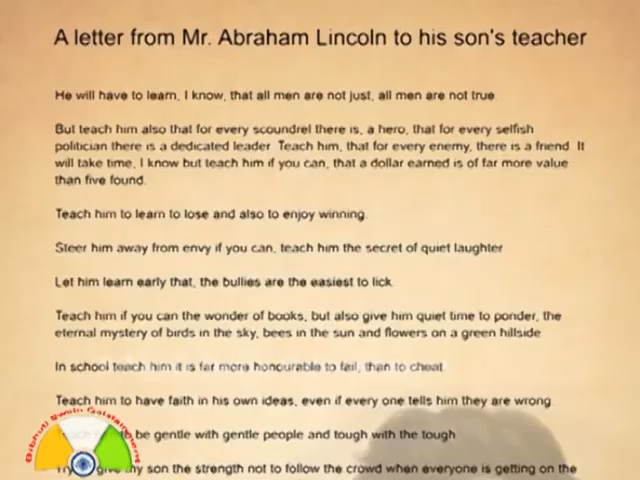 A letter from Mr. Abraham Lincoln to his son's teacher
He will have to learn, I know, that all men are not just, all men are not true.
But teach him also that for every scoundrel there is, a hero, that for every selfish
politician there is a dedicated leader. Teach him, that for every enemy, there is a friend. It
will take time, I know but teach him if you can, that a dollar earned is of far more value
than five found.
Teach him to learn to lose and also to enjoy winning.
Steer him away from envy if you can, teach him the secret of quiet laughter
Let him learn early that, the bullies are the easiest to lick.
Teach him if you can the wonder of books, but also give him quiet time to ponder, the
eternal mystery of birds in the sky, bees in the sun and flowers on a green hillside.
In school teach him it is far more honourable to fail, than to cheat.
Teach him to have faith in his own ideas, even if every one tells him they are wrong.
be gentle with gentle people and tough with the tough
my son the strength not to follow the crowd when everyone is getting on the
Bibhuti Swain